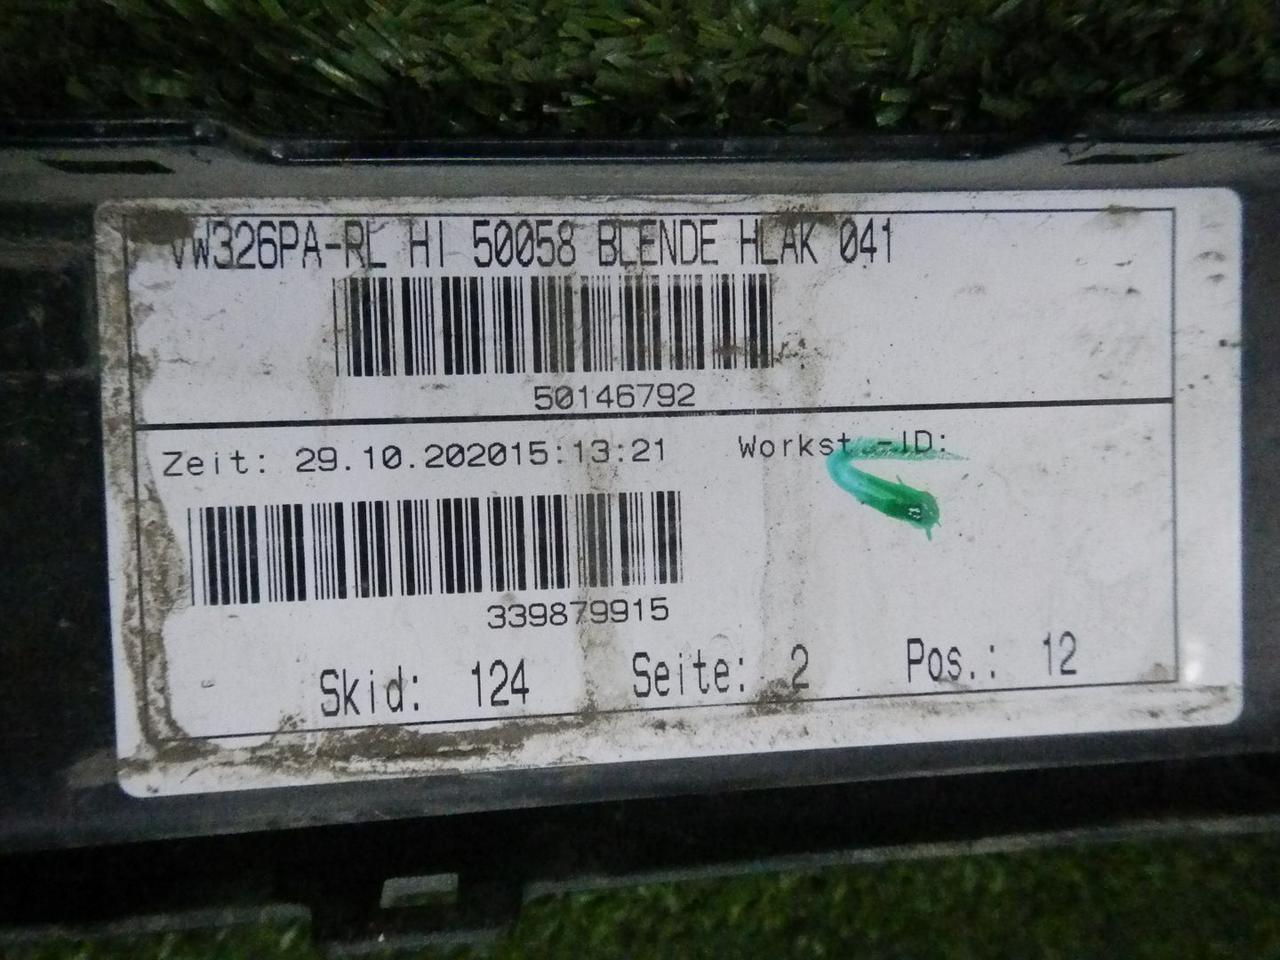 VW326PA-RL HI 50058 BLENDE HLAK 041
50146792
Zeit: 29.10.202015:13:21 Workst.-ID:
339879915
Skid: 124 Seite: 2 Pos.: 12